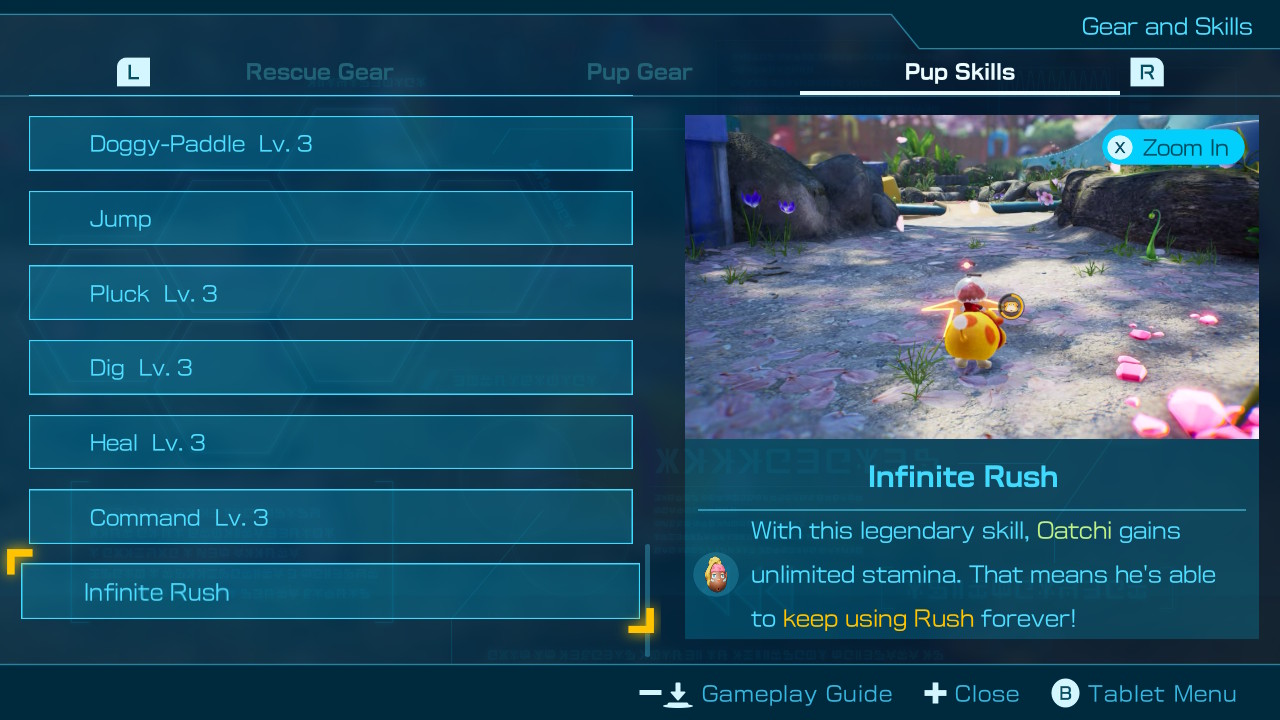 Gear and Skills
L Rescue Gear Pup Gear Pup Skills R
Doggy-Paddle Lv. 3
Jump
Pluck Lv. 3
Dig Lv. 3
Heal Lv. 3
Command Lv. 3
Infinite Rush
X Zoom In
Infinite Rush
With this legendary skill, Oatchi gains
unlimited stamina. That means he's able
to keep using Rush forever!
Gameplay Guide Close B Tablet Menu